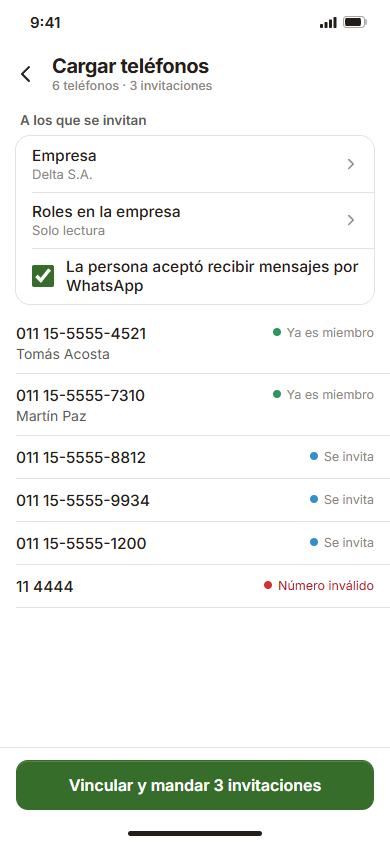 9:41
Cargar teléfonos
6 teléfonos · 3 invitaciones
A los que se invitan
Empresa
Delta S.A.
Roles en la empresa
Solo lectura
La persona aceptó recibir mensajes por
WhatsApp
011 15-5555-4521
Ya es miembro
Tomás Acosta
011 15-5555-7310
Ya es miembro
Martín Paz
011 15-5555-8812
Se invita
011 15-5555-9934
Se invita
011 15-5555-1200
Se invita
11 4444
Número inválido
Vincular y mandar 3 invitaciones